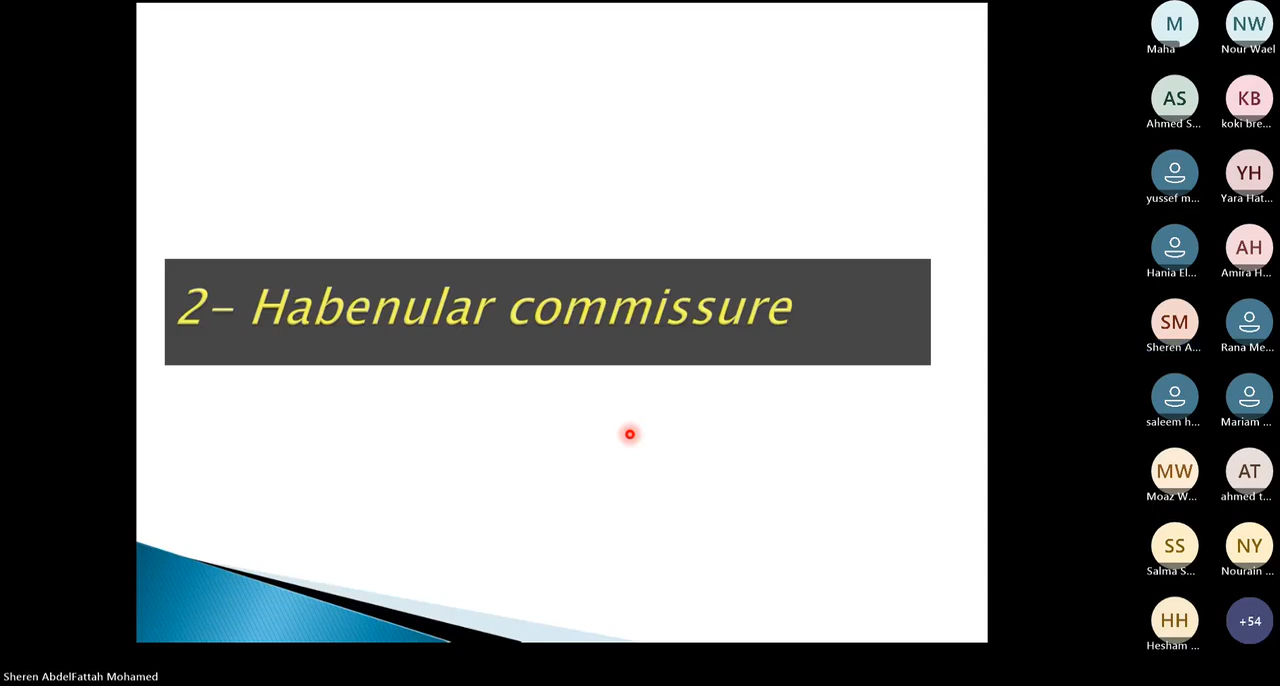 2- Habenular commissure
M
Maha
NW
Nour Wael
AS
Ahmed S...
KB
koki bre...
yussef m...
YH
Yara Hat...
Hania El...
AH
Amira H...
SM
Sheren A...
Rana Me...
saleem h...
Mariam ...
MW
Moaz W...
AT
ahmed t...
SS
Salma S...
NY
Nourain ...
HH
Hesham ...
+54
Sheren AbdelFattah Mohamed